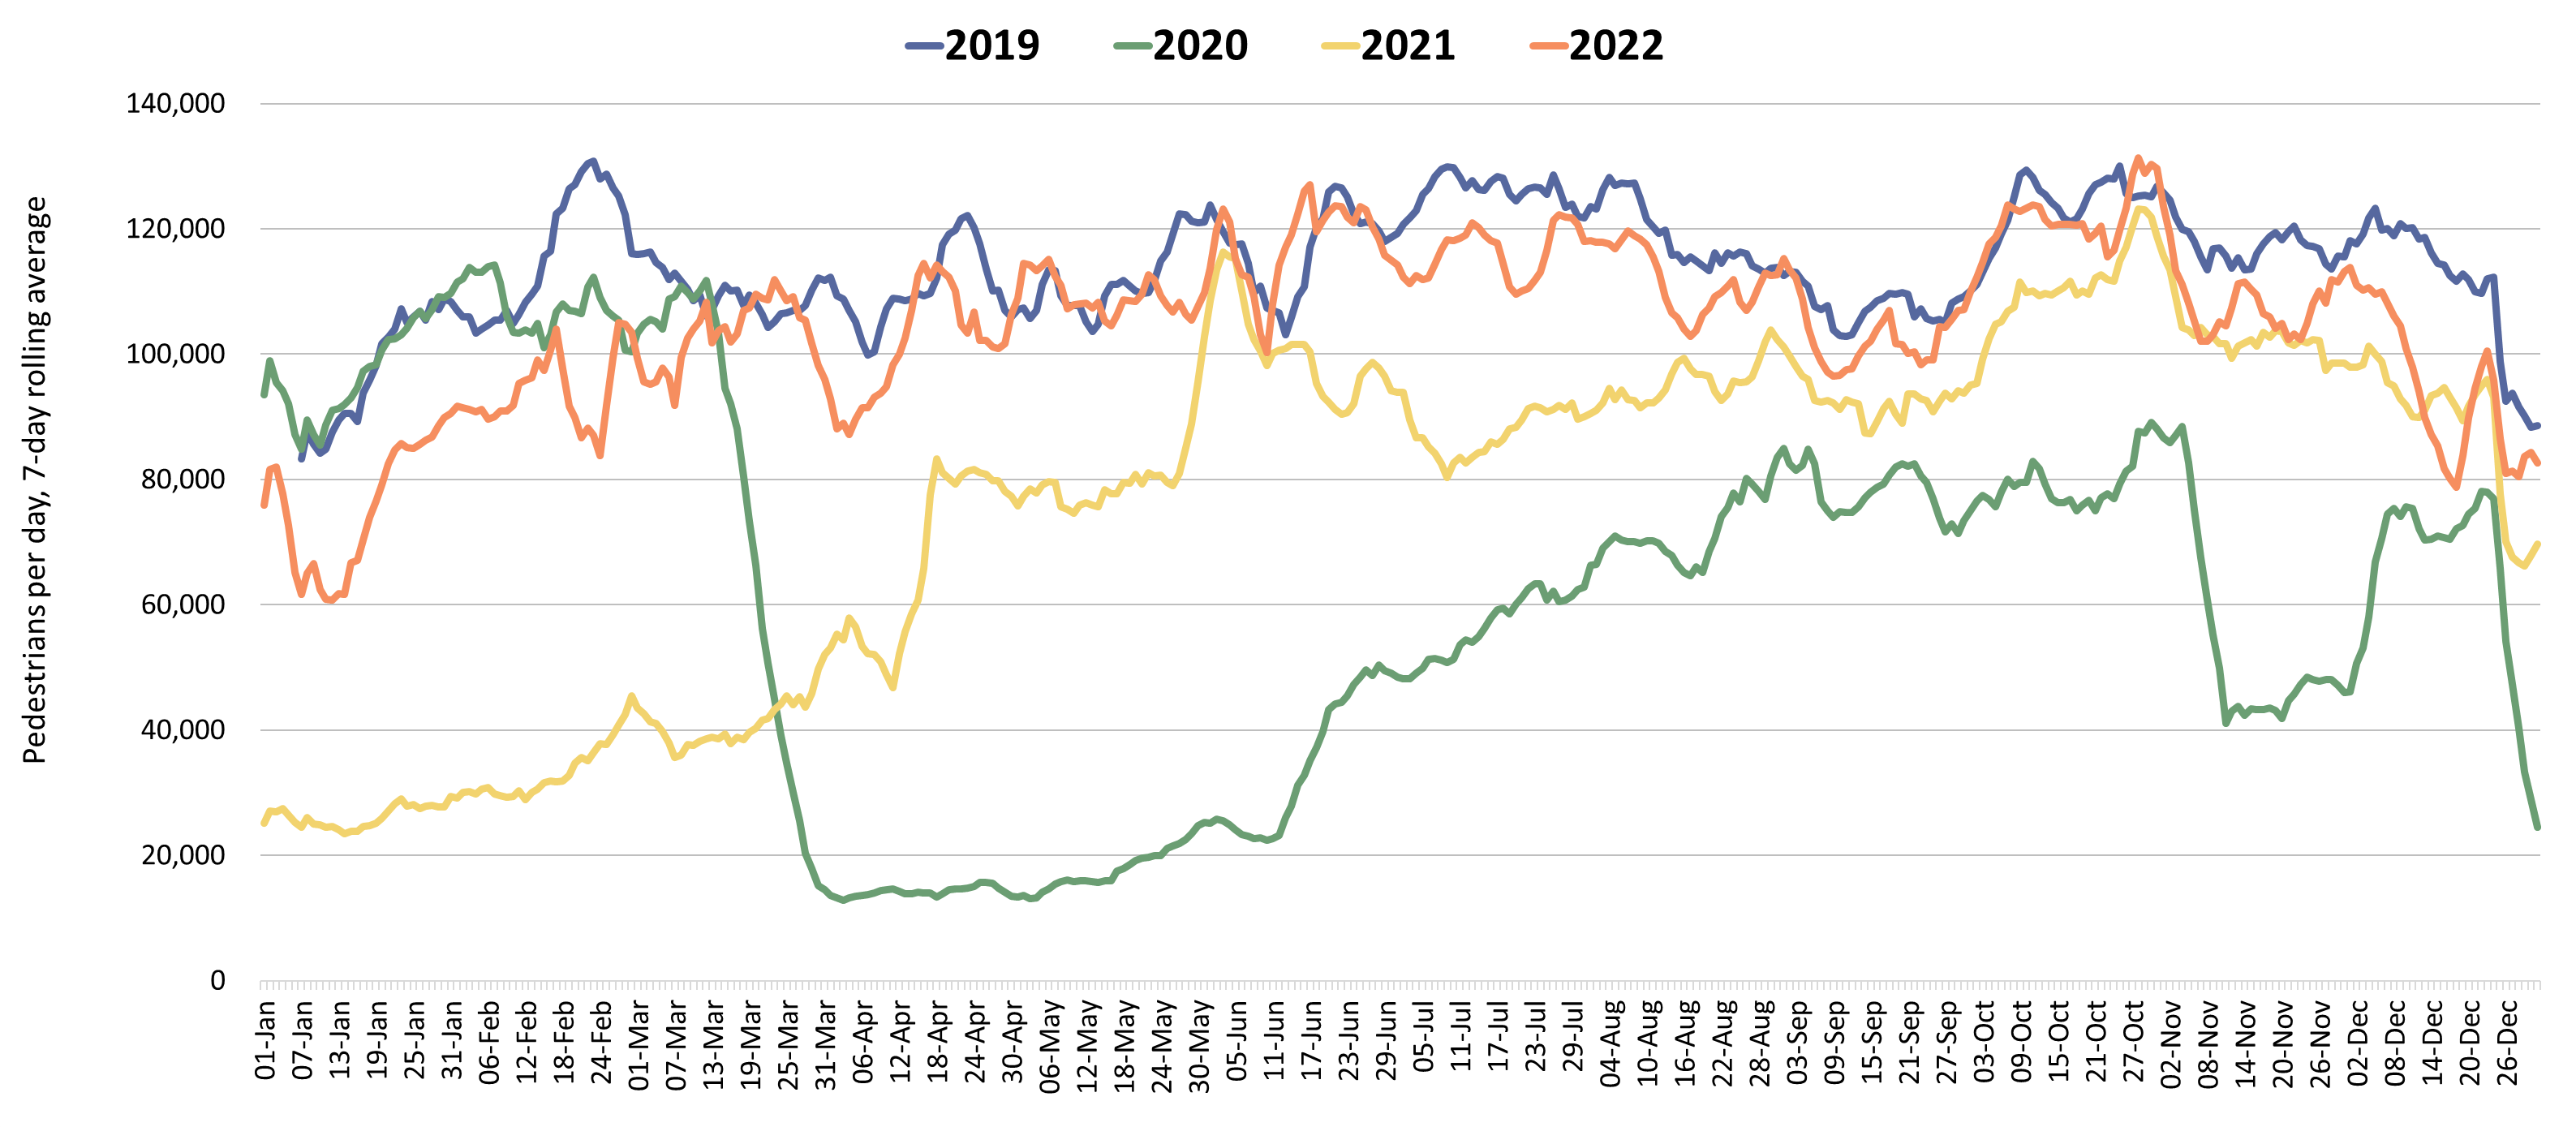 2019 2020 2021 2022
Pedestrians per day, 7-day rolling average
140,000
120,000
100,000
80,000
60,000
40,000
20,000
0
01-Jan
07-Jan
13-Jan
19-Jan
25-Jan
31-Jan
06-Feb
12-Feb
18-Feb
24-Feb
01-Mar
07-Mar
13-Mar
19-Mar
25-Mar
31-Mar
06-Apr
12-Apr
18-Apr
24-Apr
30-Apr
06-May
12-May
18-May
24-May
30-May
05-Jun
11-Jun
17-Jun
23-Jun
29-Jun
05-Jul
11-Jul
17-Jul
23-Jul
29-Jul
04-Aug
10-Aug
16-Aug
22-Aug
28-Aug
03-Sep
09-Sep
15-Sep
21-Sep
27-Sep
03-Oct
09-Oct
15-Oct
21-Oct
27-Oct
02-Nov
08-Nov
14-Nov
20-Nov
26-Nov
02-Dec
08-Dec
14-Dec
20-Dec
26-Dec